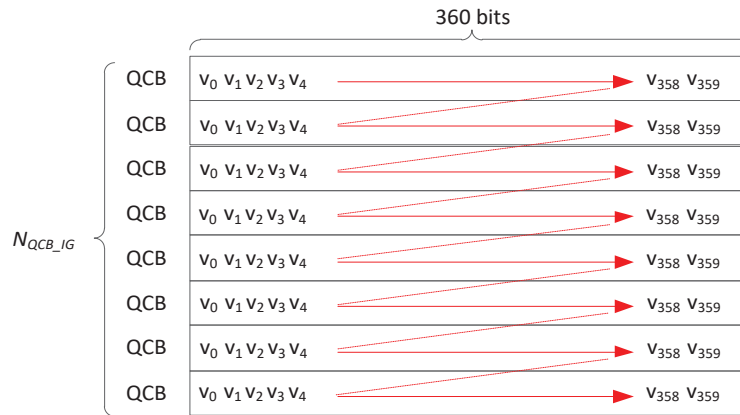 360 bits
QCB v₀ v₁ v₂ v₃ v₄ v₃₅₈ v₃₅₉
QCB v₀ v₁ v₂ v₃ v₄ v₃₅₈ v₃₅₉
QCB v₀ v₁ v₂ v₃ v₄ v₃₅₈ v₃₅₉
QCB v₀ v₁ v₂ v₃ v₄ v₃₅₈ v₃₅₉
N_QCB_IG
QCB v₀ v₁ v₂ v₃ v₄ v₃₅₈ v₃₅₉
QCB v₀ v₁ v₂ v₃ v₄ v₃₅₈ v₃₅₉
QCB v₀ v₁ v₂ v₃ v₄ v₃₅₈ v₃₅₉
QCB v₀ v₁ v₂ v₃ v₄ v₃₅₈ v₃₅₉